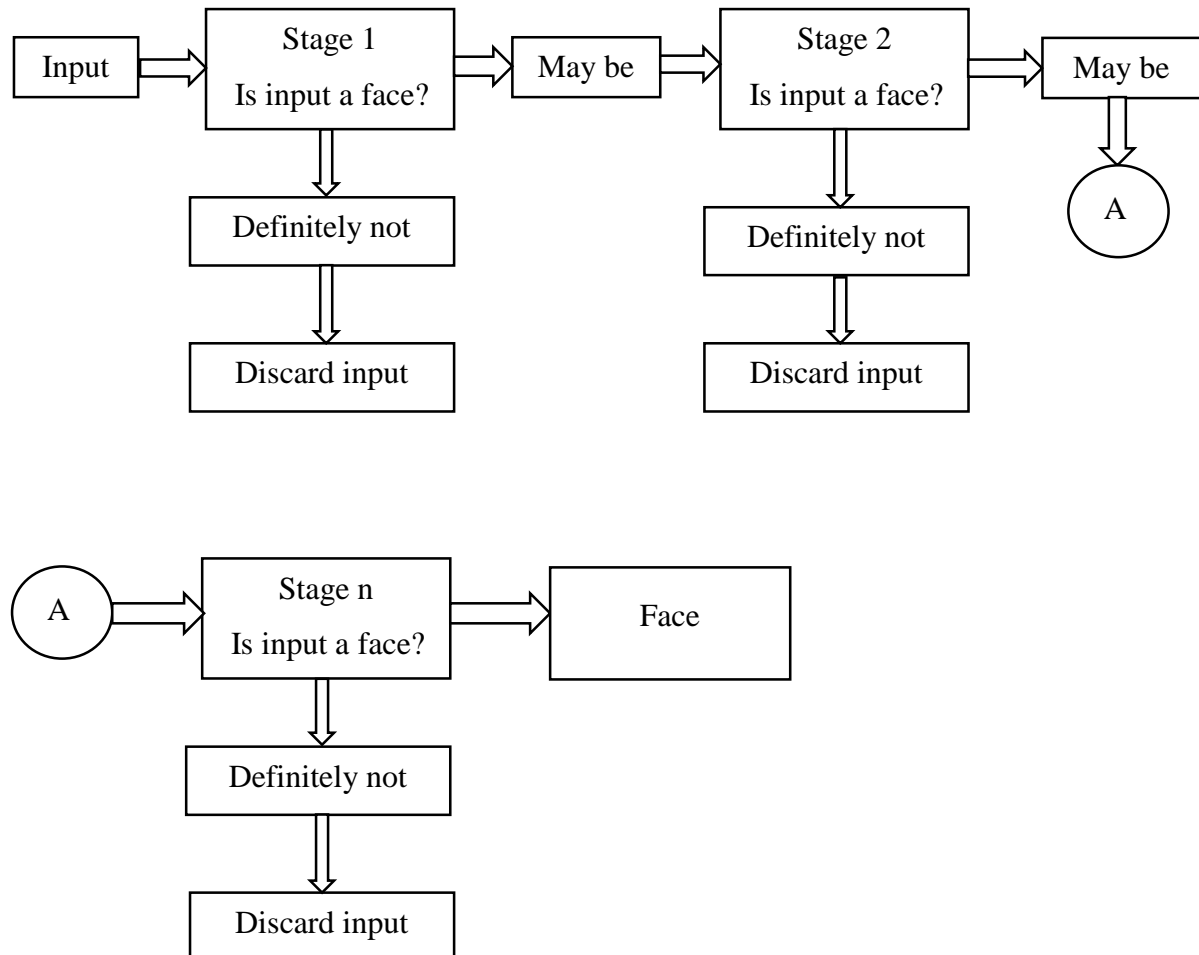 Input
Stage 1
Is input a face?
May be
Stage 2
Is input a face?
May be
Definitely not
Definitely not
A
Discard input
Discard input
A
Stage n
Is input a face?
Face
Definitely not
Discard input